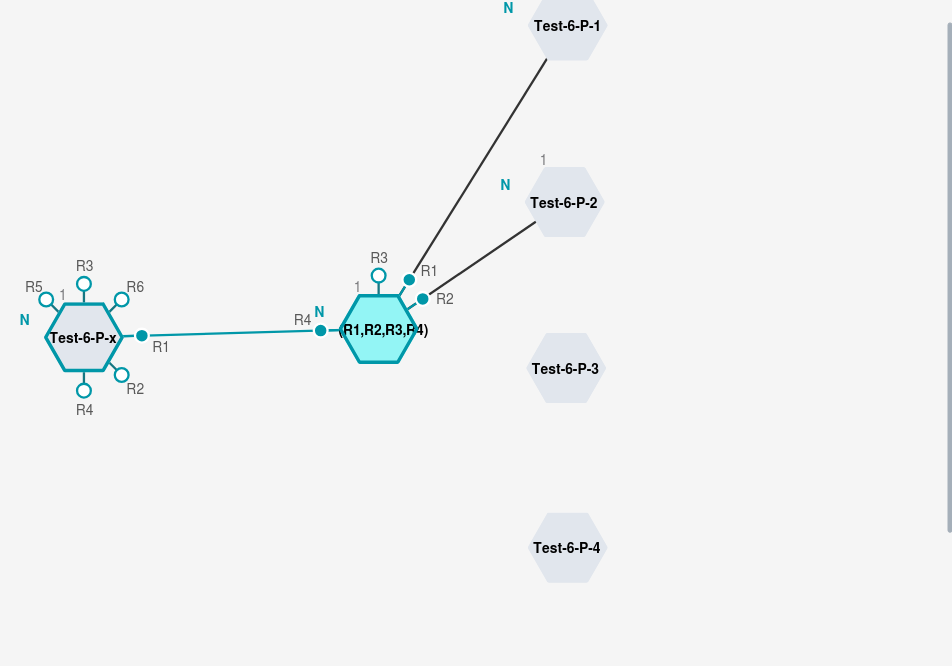 N
Test-6-P-1
1
N
Test-6-P-2
R3
R1
R2
1
N
R4
(R1,R2,R3,R4)
R3
R5
1
R6
N
Test-6-P-x
R1
R2
R4
Test-6-P-3
Test-6-P-4